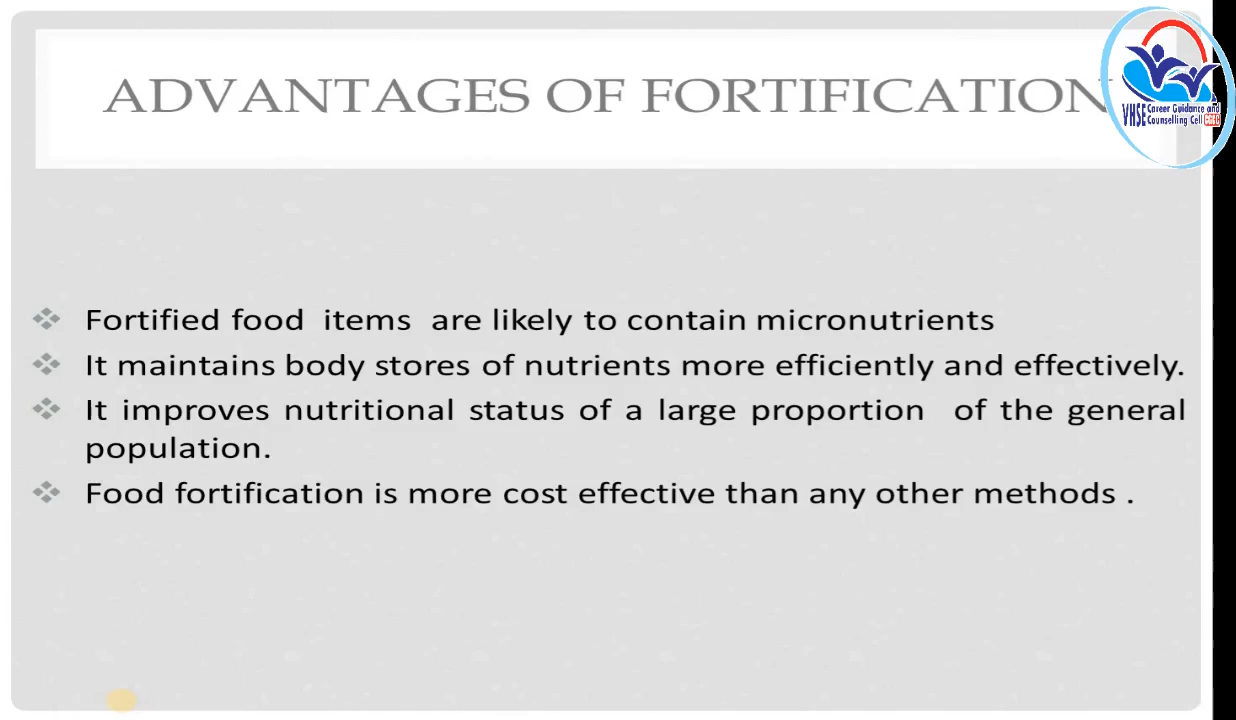 ADVANTAGES OF FORTIFICATION
VHSE Career Guidance and
Counselling Cell CGCC
Fortified food items are likely to contain micronutrients
It maintains body stores of nutrients more efficiently and effectively.
It improves nutritional status of a large proportion of the general
population.
Food fortification is more cost effective than any other methods .